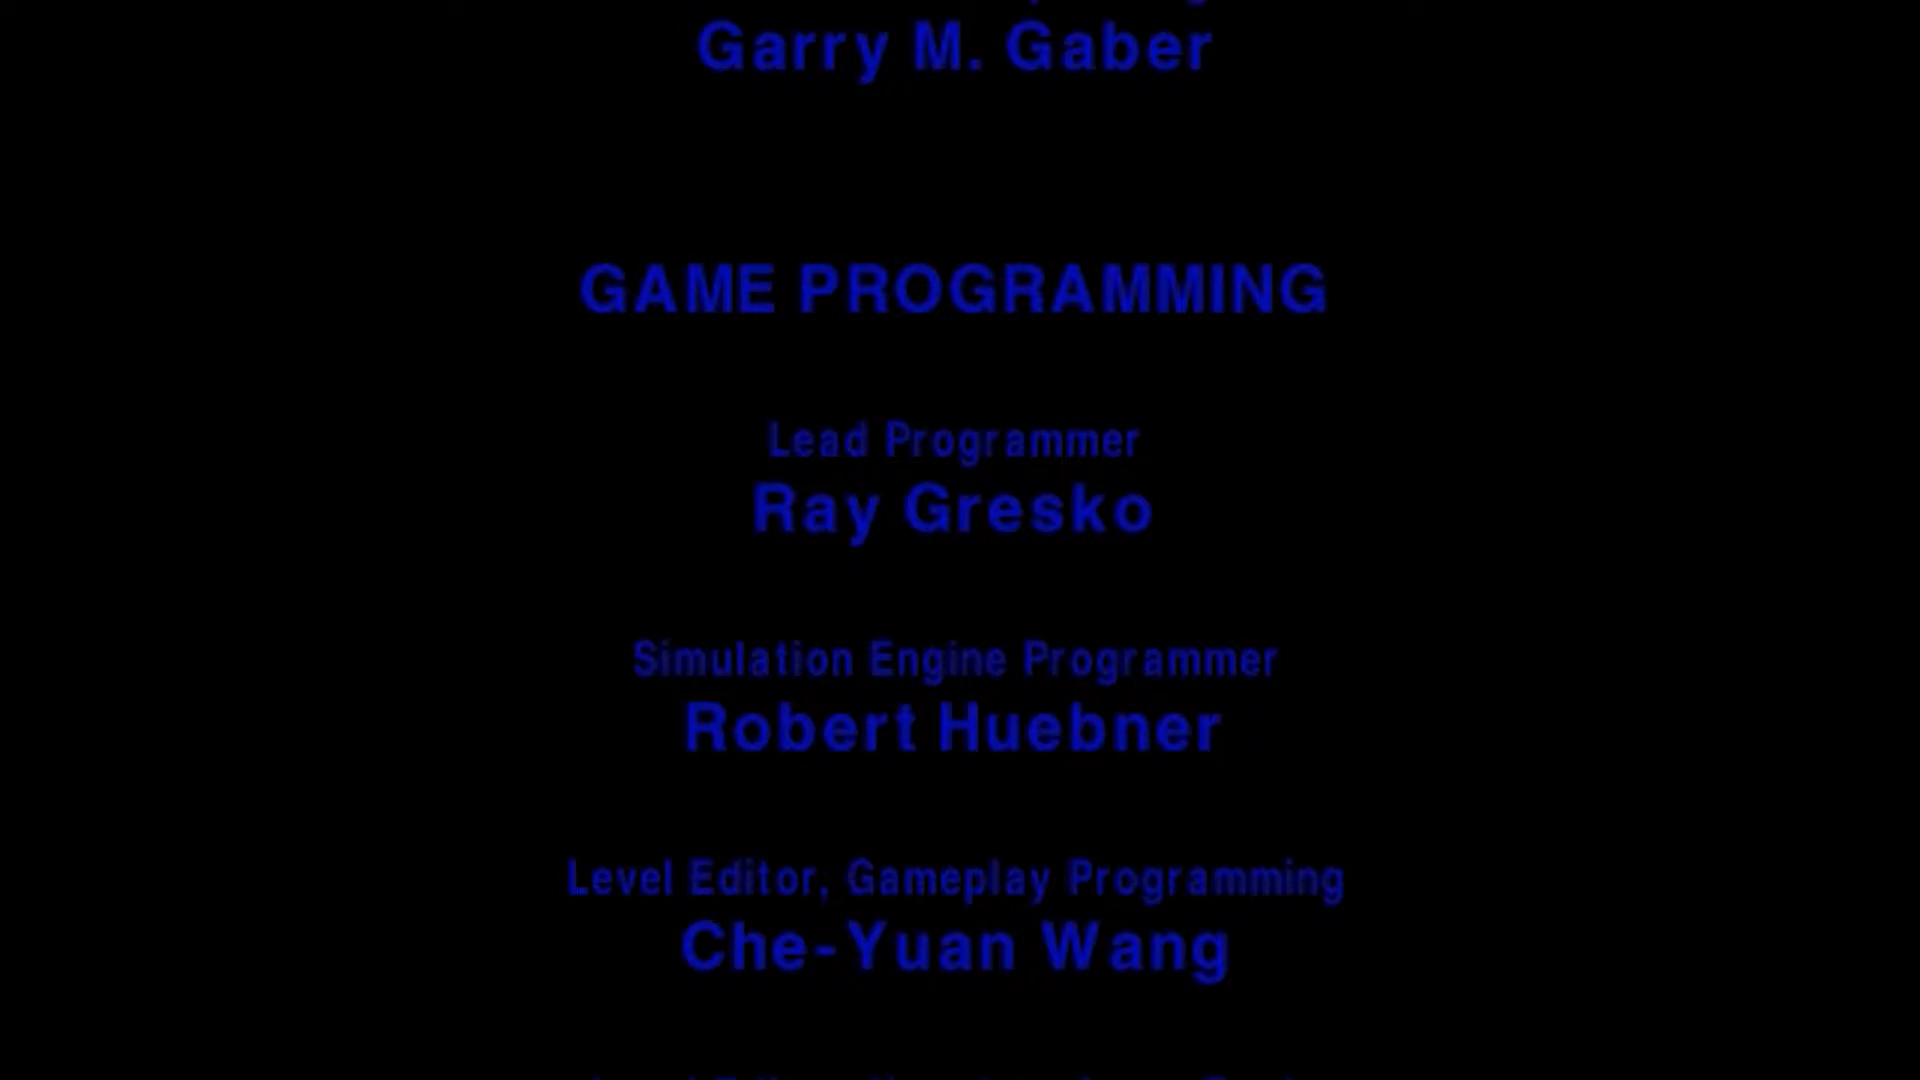 Garry M. Gaber
GAME PROGRAMMING
Lead Programmer
Ray Gresko
Simulation Engine Programmer
Robert Huebner
Level Editor, Gameplay Programming
Che-Yuan Wang